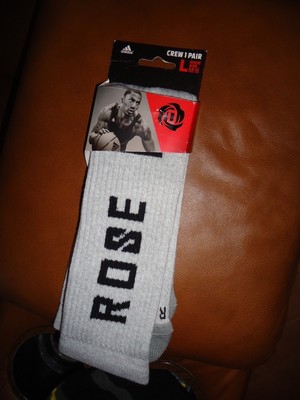 adidas
CREW 1 PAIR
L
ROSE
R